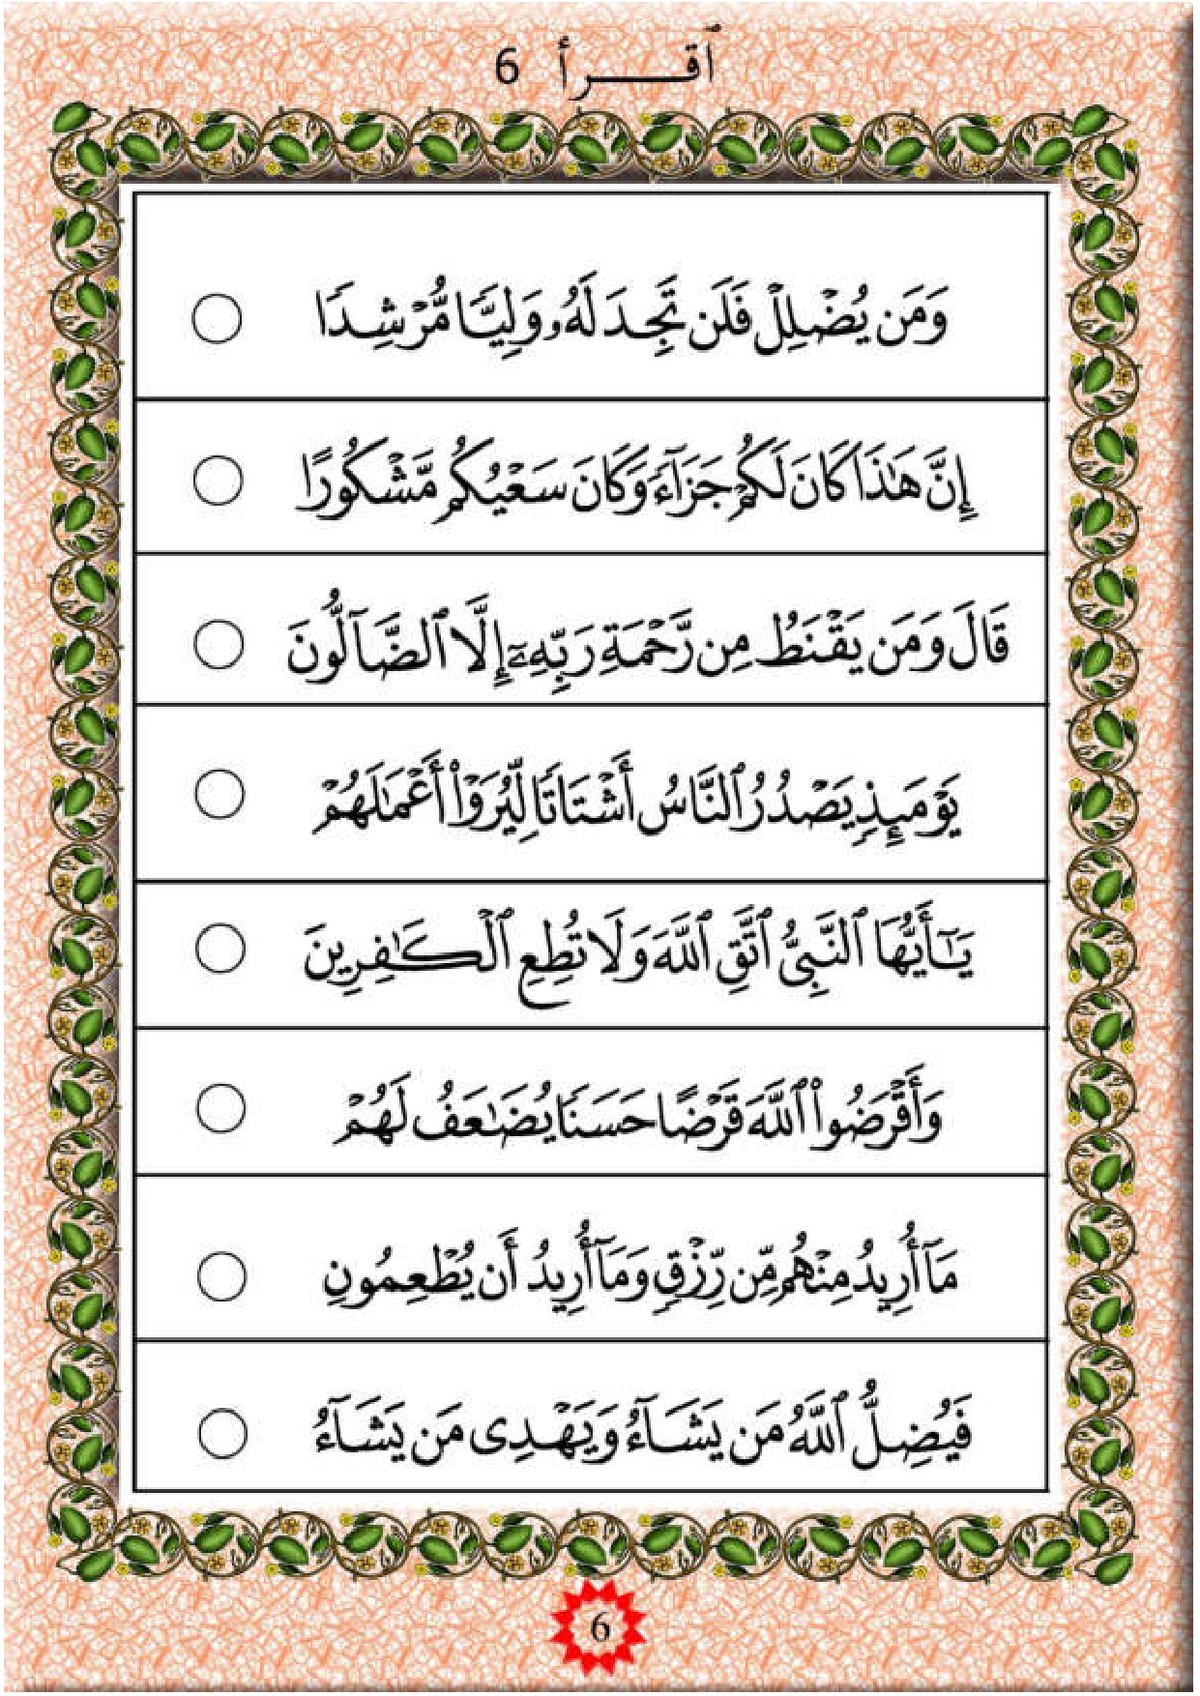 ٱقـــرأ 6
وَمَن يُضْلِلْ فَلَن تَجِدَ لَهُۥ وَلِيًّا مُّرْشِدًا
إِنَّ هَٰذَا كَانَ لَكُمْ جَزَآءً وَكَانَ سَعْيُكُم مَّشْكُورًا
قَالَ وَمَن يَقْنَطُ مِن رَّحْمَةِ رَبِّهِۦٓ إِلَّا ٱلضَّآلُّونَ
يَوْمَئِذٍ يَصْدُرُ ٱلنَّاسُ أَشْتَاتًا لِّيُرَوْا۟ أَعْمَٰلَهُمْ
يَٰٓأَيُّهَا ٱلنَّبِىُّ ٱتَّقِ ٱللَّهَ وَلَا تُطِعِ ٱلْكَٰفِرِينَ
وَأَقْرَضُوا۟ ٱللَّهَ قَرْضًا حَسَنًا يُضَٰعَفُ لَهُمْ
مَآ أُرِيدُ مِنْهُم مِّن رِّزْقٍ وَمَآ أُرِيدُ أَن يُطْعِمُونِ
فَيُضِلُّ ٱللَّهُ مَن يَشَآءُ وَيَهْدِى مَن يَشَآءُ
6